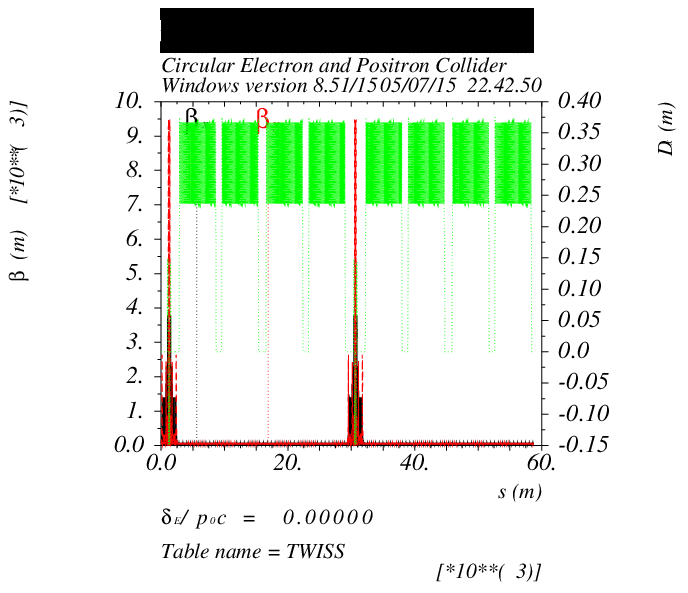 Circular Electron and Positron Collider
Windows version 8.51/15 05/07/15 22.42.50
β (m) [*10**( 3)]
10.
9.
8.
7.
6.
5.
4.
3.
2.
1.
0.0
β
β
D (m)
0.40
0.35
0.30
0.25
0.20
0.15
0.10
0.05
0.0
-0.05
-0.10
-0.15
0.0 20. 40. 60.
s (m)
δE/ p0c = 0.00000
Table name = TWISS
[*10**( 3)]